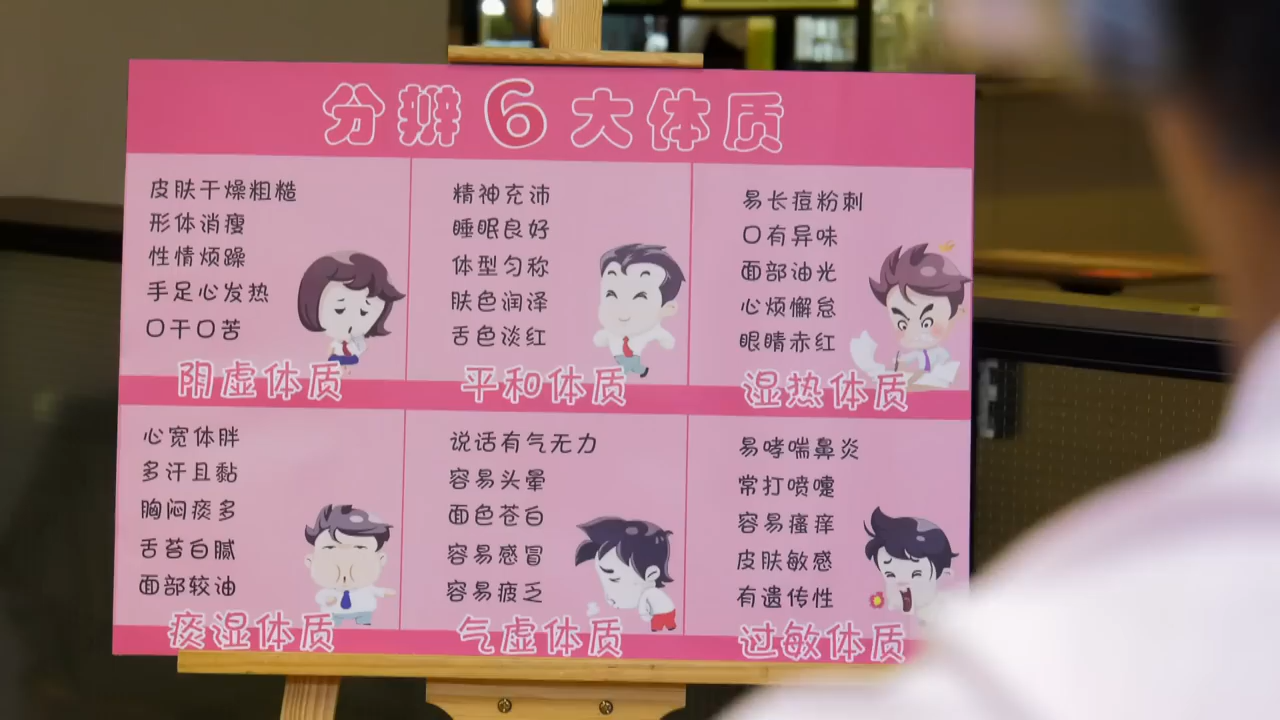 分辨6大体质
皮肤干燥粗糙
形体消瘦
性情烦躁
手足心发热
口干口苦
阴虚体质
精神充沛
睡眠良好
体型匀称
肤色润泽
舌色谈红
平和体质
易长痘粉刺
口有异味
面部油光
心烦懈怠
眼睛赤红
湿热体质
心宽体胖
多汗且黏
胸闷痰多
舌苔白腻
面部较油
痰湿体质
说话有气无力
容易头晕
面色苍白
容易感冒
容易疲乏
气虚体质
易哮喘鼻炎
常打喷嚏
容易瘙痒
皮肤敏感
有遗传性
过敏体质